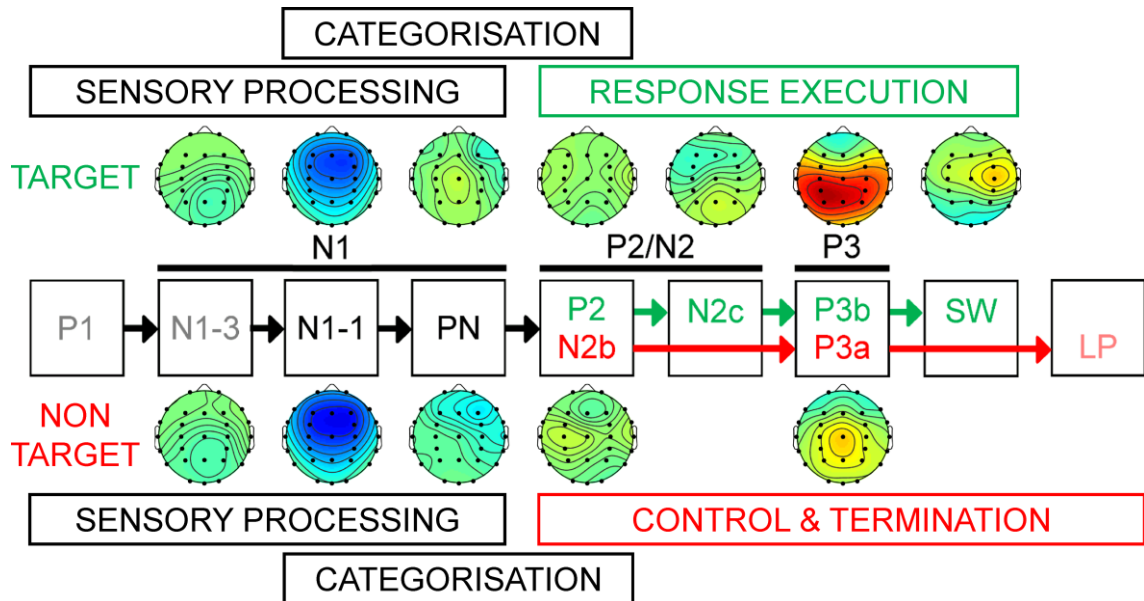 CATEGORISATION
SENSORY PROCESSING
RESPONSE EXECUTION
TARGET
N1
P2/N2
P3
P1
N1-3
N1-1
PN
P2
N2b
N2c
P3b
P3a
SW
LP
NON
TARGET
SENSORY PROCESSING
CONTROL & TERMINATION
CATEGORISATION